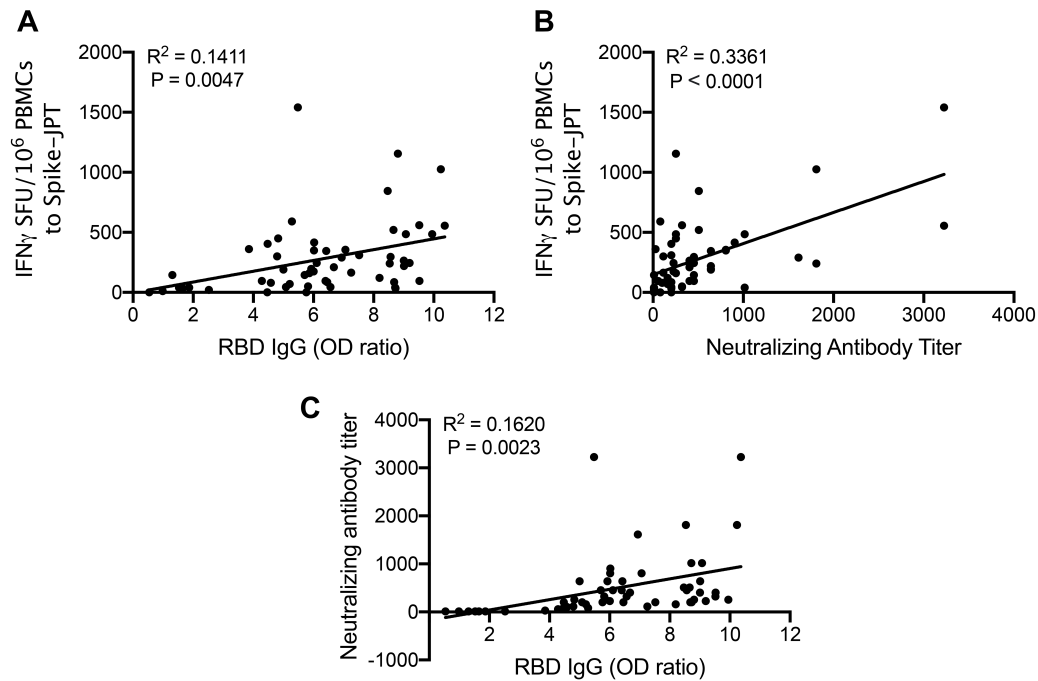 A
IFNγ SFU/10⁶ PBMCs
to Spike–JPT
R² = 0.1411
P = 0.0047
2000
1500
1000
500
0
0 2 4 6 8 10 12
RBD IgG (OD ratio)
B
IFNγ SFU/10⁶ PBMCs
to Spike–JPT
R² = 0.3361
P < 0.0001
2000
1500
1000
500
0
0 1000 2000 3000 4000
Neutralizing Antibody Titer
C
Neutralizing antibody titer
R² = 0.1620
P = 0.0023
4000
3000
2000
1000
0
-1000
2 4 6 8 10 12
RBD IgG (OD ratio)